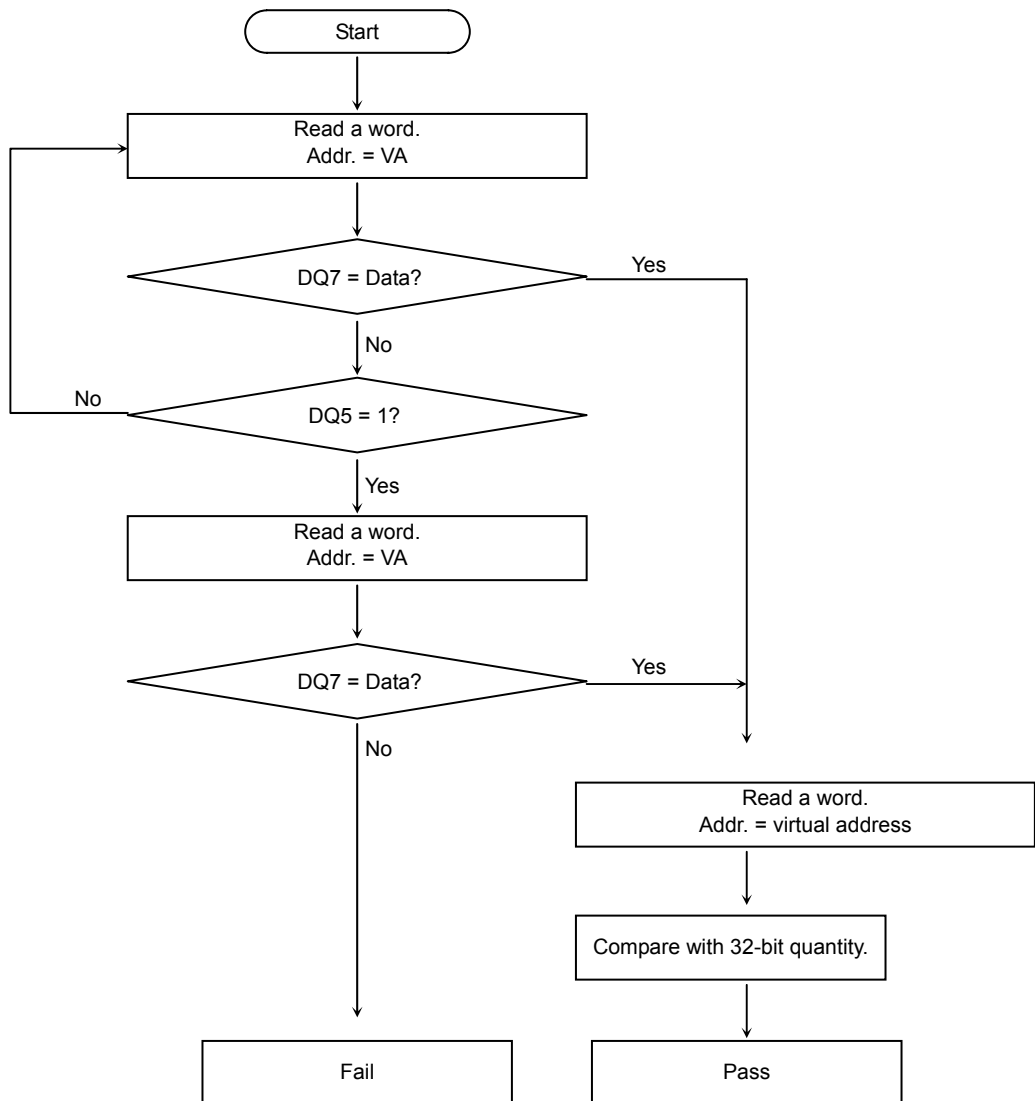 Start
Read a word.
Addr. = VA
DQ7 = Data?
Yes
No
No
DQ5 = 1?
Yes
Read a word.
Addr. = VA
DQ7 = Data?
Yes
No
Read a word.
Addr. = virtual address
Compare with 32-bit quantity.
Fail
Pass